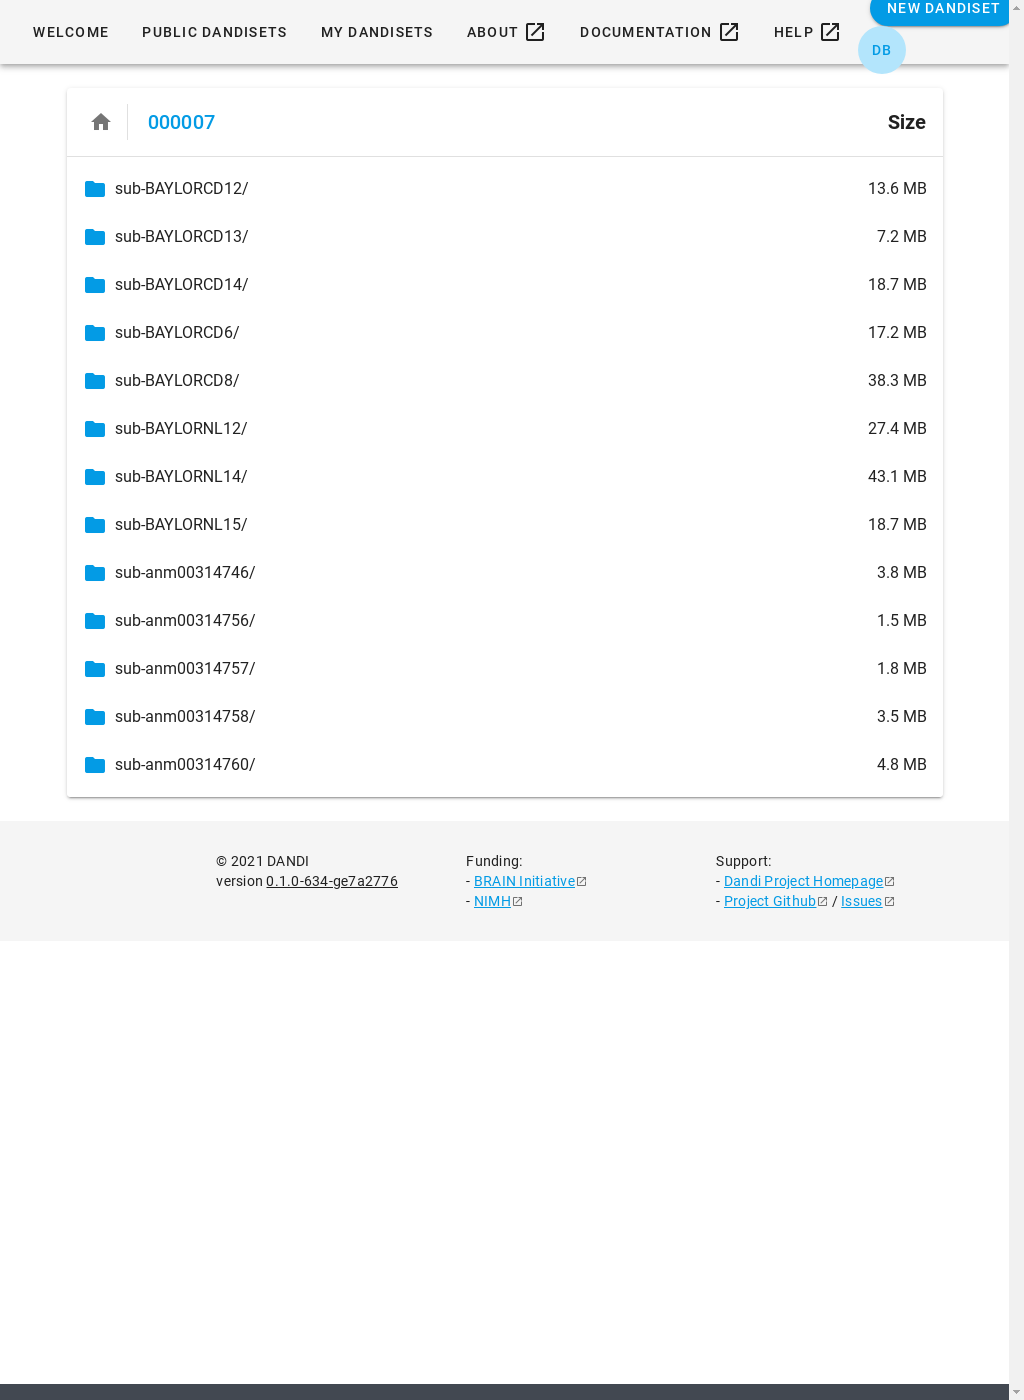 NEW DANDISET
WELCOME PUBLIC DANDISETS MY DANDISETS ABOUT DOCUMENTATION HELP
DB
000007 Size
sub-BAYLORCD12/ 13.6 MB
sub-BAYLORCD13/ 7.2 MB
sub-BAYLORCD14/ 18.7 MB
sub-BAYLORCD6/ 17.2 MB
sub-BAYLORCD8/ 38.3 MB
sub-BAYLORNL12/ 27.4 MB
sub-BAYLORNL14/ 43.1 MB
sub-BAYLORNL15/ 18.7 MB
sub-anm00314746/ 3.8 MB
sub-anm00314756/ 1.5 MB
sub-anm00314757/ 1.8 MB
sub-anm00314758/ 3.5 MB
sub-anm00314760/ 4.8 MB
© 2021 DANDI
version 0.1.0-634-ge7a2776
Funding:
- BRAIN Initiative
- NIMH
Support:
- Dandi Project Homepage
- Project Github / Issues